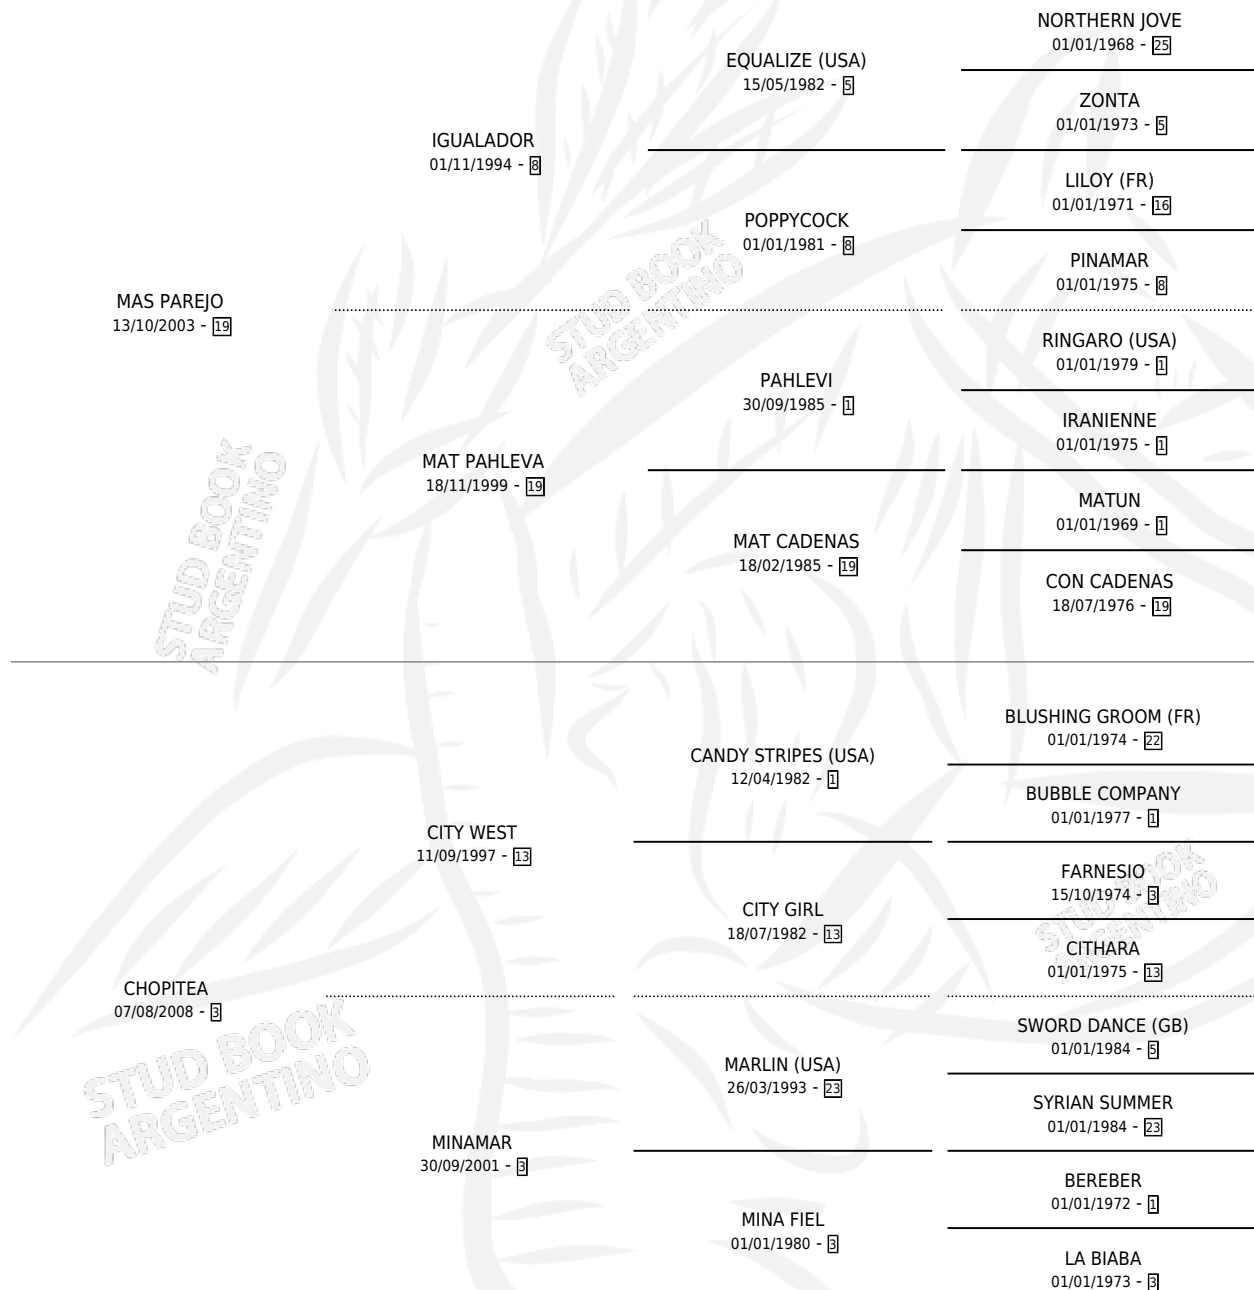 NORTHERN JOVE
01/01/1968 - 25
EQUALIZE (USA)
15/05/1982 - 5
ZONTA
01/01/1973 - 5
IGUALADOR
01/11/1994 - 8
LILOY (FR)
01/01/1971 - 16
POPPYCOCK
01/01/1981 - 8
PINAMAR
01/01/1975 - 8
MAS PAREJO
13/10/2003 - 19
RINGARO (USA)
01/01/1979 - 1
PAHLEVI
30/09/1985 - 1
IRANIENNE
01/01/1975 - 1
MAT PAHLEVA
18/11/1999 - 19
MATUN
01/01/1969 - 1
MAT CADENAS
18/02/1985 - 19
CON CADENAS
18/07/1976 - 19
BLUSHING GROOM (FR)
01/01/1974 - 22
CANDY STRIPES (USA)
12/04/1982 - 1
BUBBLE COMPANY
01/01/1977 - 1
CITY WEST
11/09/1997 - 13
FARNESIO
15/10/1974 - 3
CITY GIRL
18/07/1982 - 13
CITHARA
01/01/1975 - 13
CHOPITEA
07/08/2008 - 3
SWORD DANCE (GB)
01/01/1984 - 5
MARLIN (USA)
26/03/1993 - 23
SYRIAN SUMMER
01/01/1984 - 23
MINAMAR
30/09/2001 - 3
BEREBER
01/01/1972 - 1
MINA FIEL
01/01/1980 - 3
LA BIABA
01/01/1973 - 3
STUD BOOK
ARGENTINO
STUD BOOK
ARGENTINO
STUD BOOK
ARGENTINO
STUD BOOK
ARGENTINO